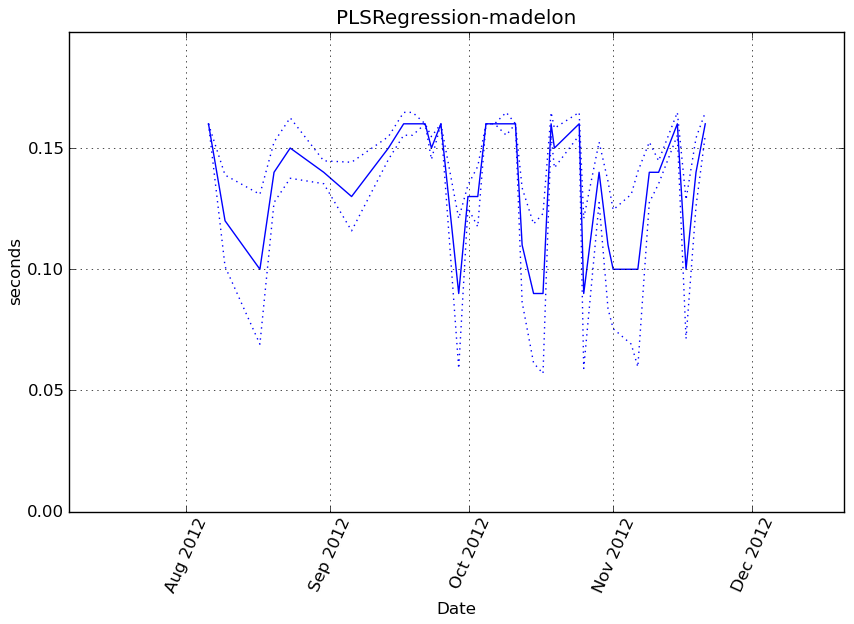 PLSRegression-madelon
seconds
0.15
0.10
0.05
0.00
Aug 2012
Sep 2012
Oct 2012
Nov 2012
Dec 2012
Date